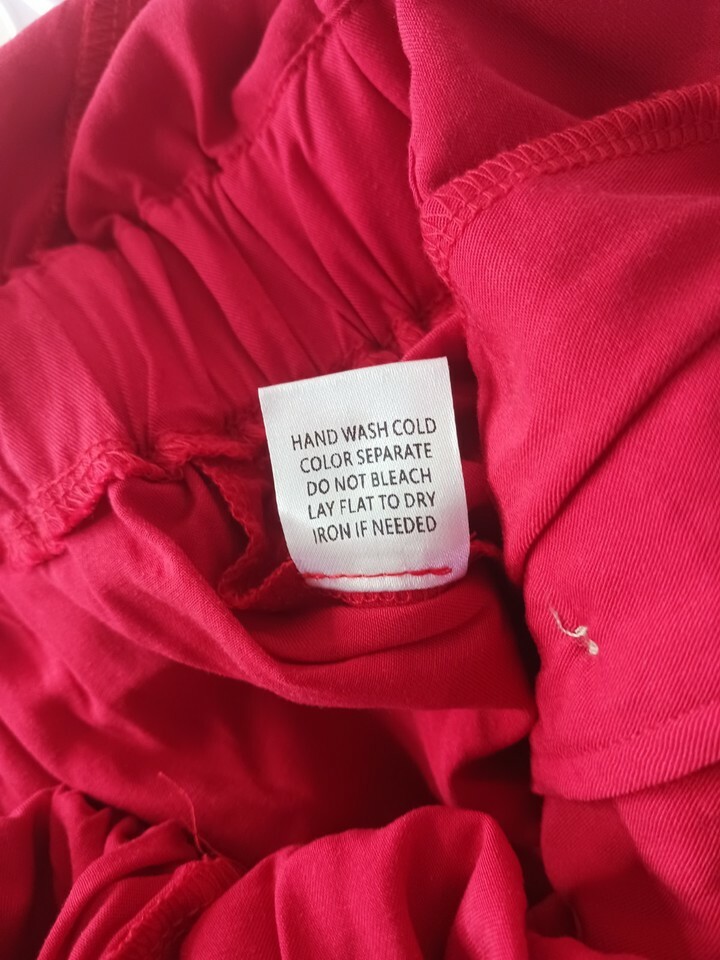 HAND WASH COLD
COLOR SEPARATE
DO NOT BLEACH
LAY FLAT TO DRY
IRON IF NEEDED